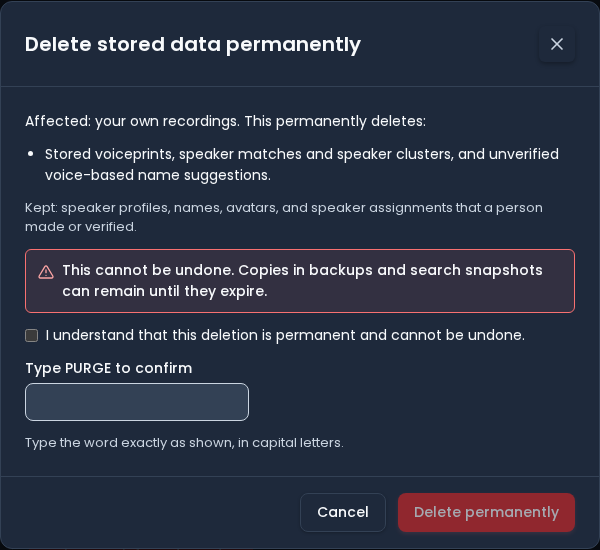 Delete stored data permanently
Affected: your own recordings. This permanently deletes:
• Stored voiceprints, speaker matches and speaker clusters, and unverified
voice-based name suggestions.
Kept: speaker profiles, names, avatars, and speaker assignments that a person
made or verified.
This cannot be undone. Copies in backups and search snapshots
can remain until they expire.
I understand that this deletion is permanent and cannot be undone.
Type PURGE to confirm
Type the word exactly as shown, in capital letters.
Cancel
Delete permanently